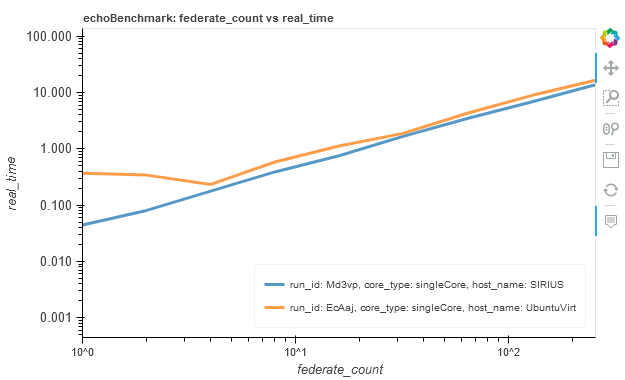 echoBenchmark: federate_count vs real_time
100.000
10.000
1.000
0.100
0.010
0.001
real_time
run_id: Md3vp, core_type: singleCore, host_name: SIRIUS
run_id: EcAaj, core_type: singleCore, host_name: UbuntuVirt
10^0
10^1
10^2
federate_count